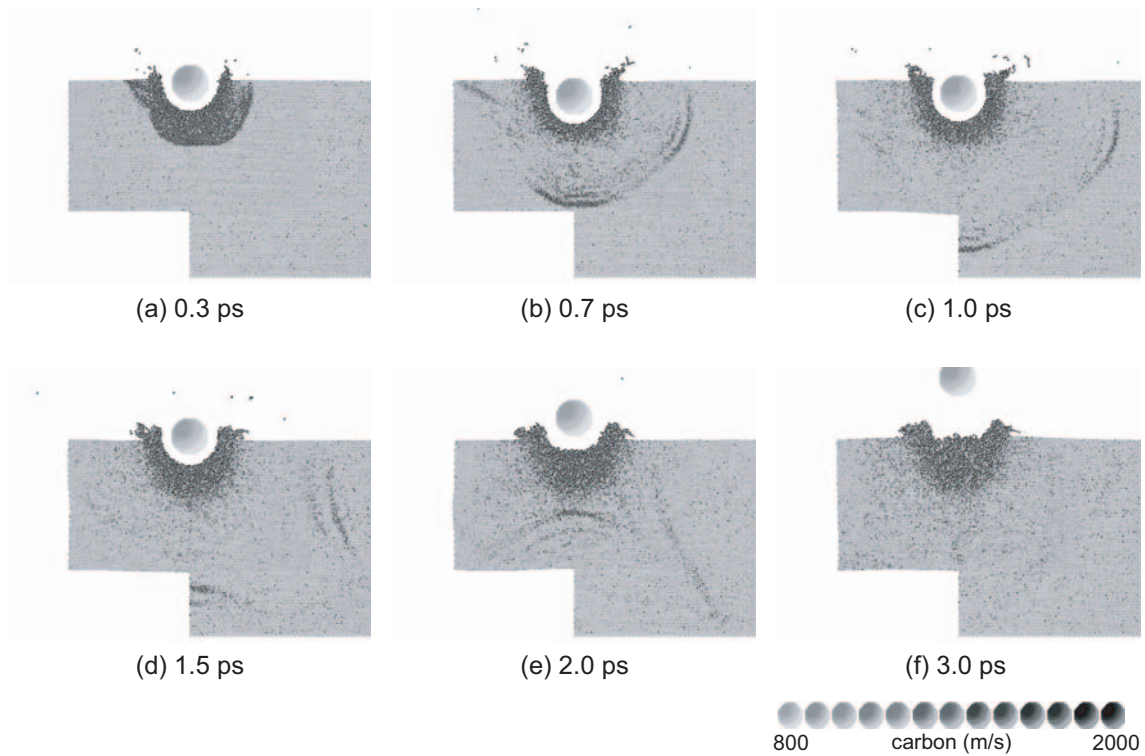 (a) 0.3 ps
(b) 0.7 ps
(c) 1.0 ps
(d) 1.5 ps
(e) 2.0 ps
(f) 3.0 ps
800 carbon (m/s) 2000